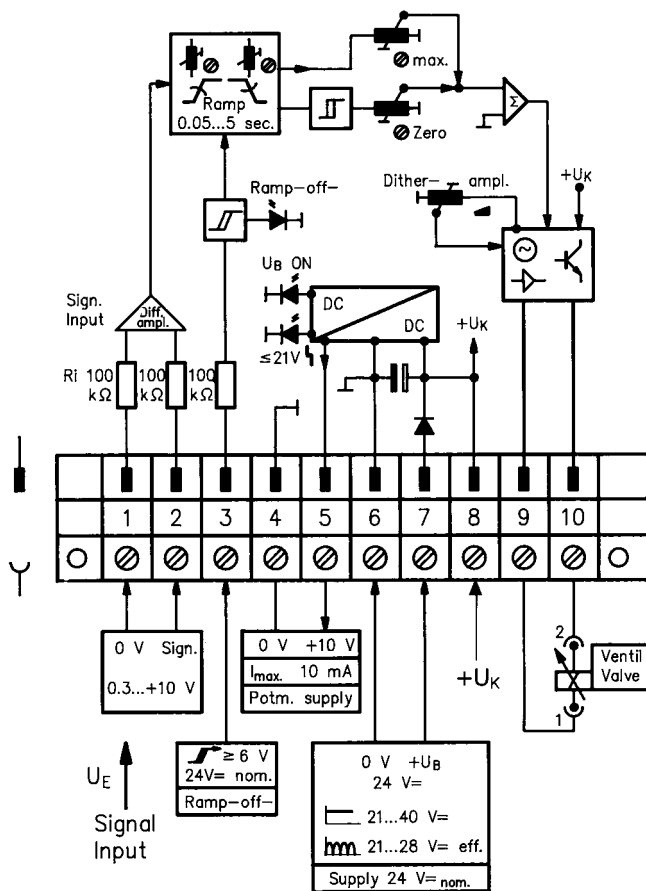 max.
Ramp
0.05...5 sec.
Σ
Zero
Ramp-off-
Dither-
ampl.
+UK
UB ON
DC
DC
≤21V
+UK
Sign.
Input
Diff.
ampl.
Ri 100
kΩ
100
kΩ
100
kΩ
1 2 3 4 5 6 7 8 9 10
0 V Sign.
0.3...+10 V
0 V +10 V
Imax. 10 mA
Potm. supply
+UK
2
1
Ventil
Valve
UE
Signal
Input
≥ 6 V
24V= nom.
Ramp-off-
0 V +UB
24 V=
21...40 V=
21...28 V= eff.
Supply 24 V=nom.